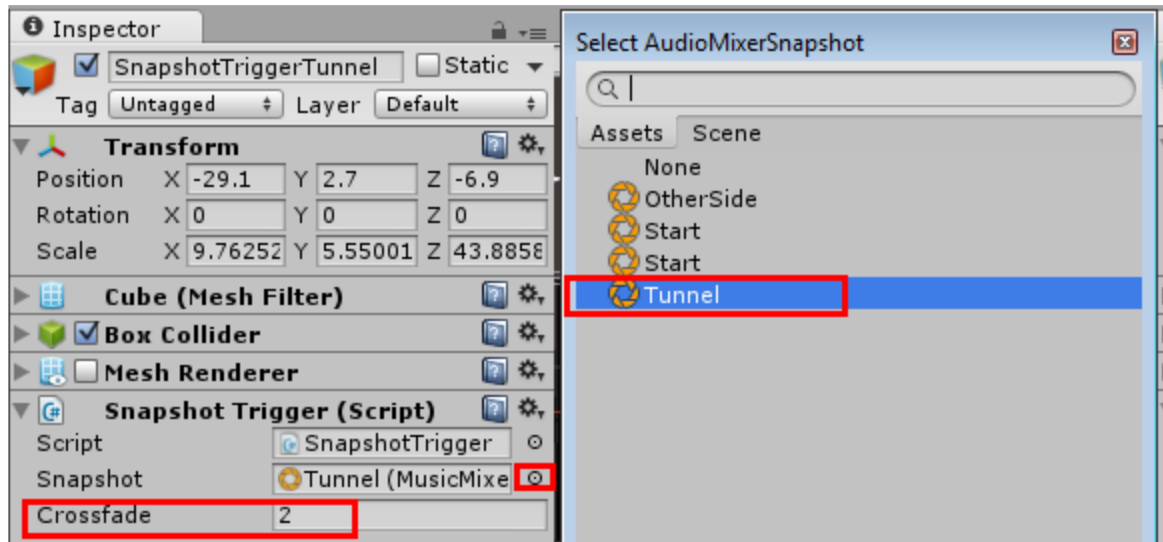 Inspector
SnapshotTriggerTunnel Static
Tag Untagged Layer Default
Transform
Position X -29.1 Y 2.7 Z -6.9
Rotation X 0 Y 0 Z 0
Scale X 9.76252 Y 5.55001 Z 43.8858
Cube (Mesh Filter)
Box Collider
Mesh Renderer
Snapshot Trigger (Script)
Script SnapshotTrigger
Snapshot Tunnel (MusicMixe
Crossfade 2
Select AudioMixerSnapshot
Assets Scene
None
OtherSide
Start
Start
Tunnel